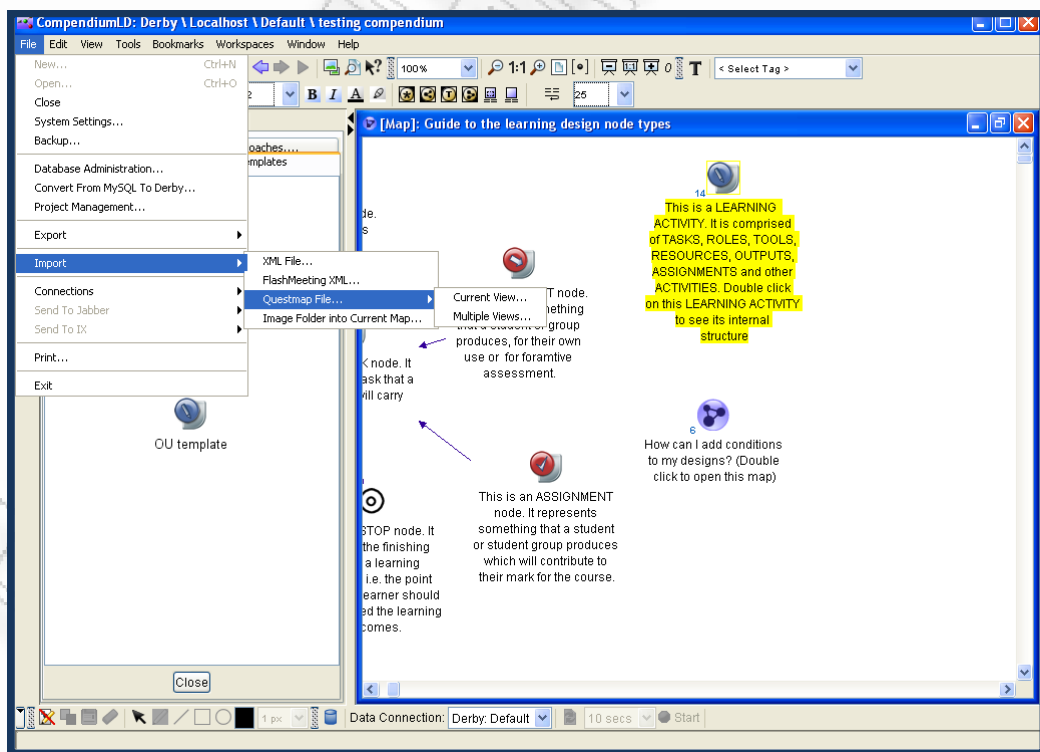 CompendiumLD: Derby \ Localhost \ Default \ testing compendium
File Edit View Tools Bookmarks Workspaces Window Help
New... Ctrl+N
Open... Ctrl+O
Close
System Settings...
Backup...
Database Administration...
Convert From MySQL To Derby...
Project Management...
Export
Import
Connections
Send To Jabber
Send To IX
Print...
Exit
XML File...
FlashMeeting XML...
Questmap File...
Image Folder into Current Map...
Current View...
Multiple Views...
100% 1:1 0 T < Select Tag >
2 B I A 25
oaches....
emplates
OU template
Close
[Map]: Guide to the learning design node types
de.
s
14
This is a LEARNING
ACTIVITY. It is comprised
of TASKS, ROLES, TOOLS,
RESOURCES, OUTPUTS,
ASSIGNMENTS and other
ACTIVITIES. Double click
on this LEARNING ACTIVITY
to see its internal
structure
T node.
ething
that a student or group
produces, for their own
use or for foramtive
assessment.
K node. It
ask that a
will carry
6
How can I add conditions
to my designs? (Double
click to open this map)
This is an ASSIGNMENT
node. It represents
something that a student
or student group produces
which will contribute to
their mark for the course.
STOP node. It
the finishing
a learning
i.e. the point
earner should
ed the learning
comes.
1 px Data Connection: Derby: Default 10 secs Start